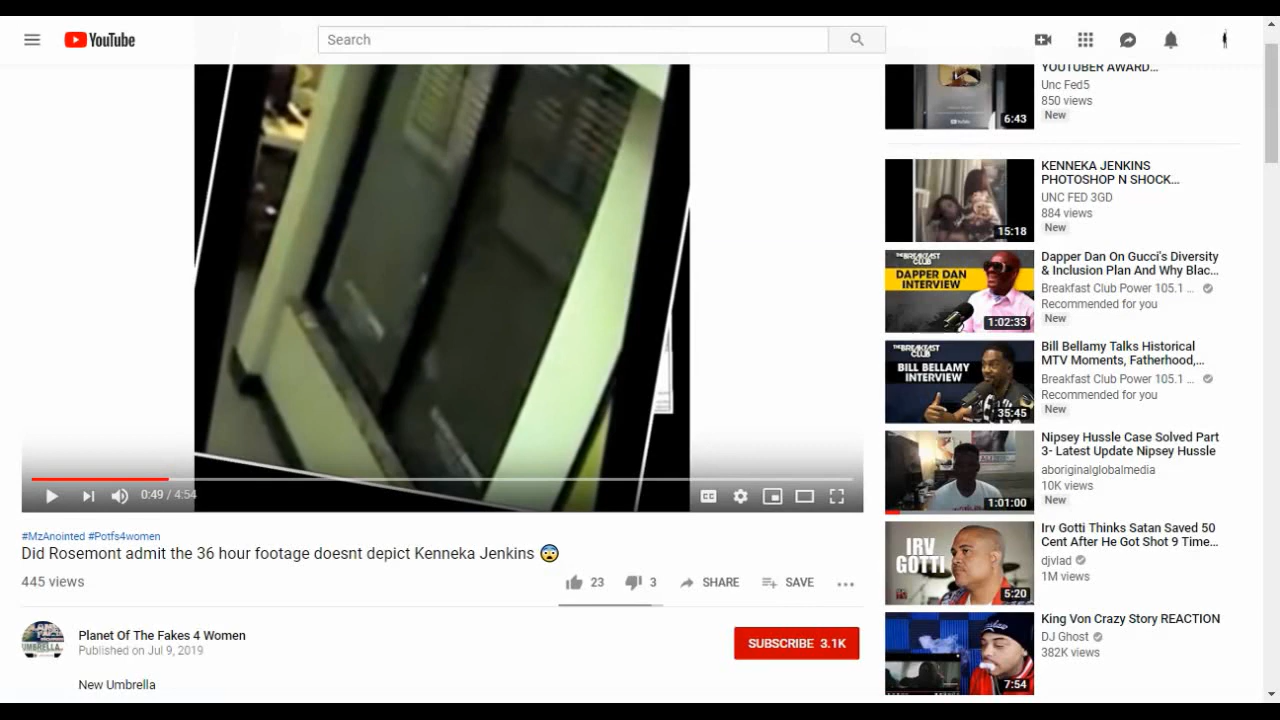 YouTube
Search
YOUTUBER AWARD...
Unc Fed5
850 views
New
6:43
KENNEKA JENKINS
PHOTOSHOP N SHOCK...
UNC FED 3GD
884 views
New
15:18
THE BREAKFAST CLUB
DAPPER DAN
INTERVIEW
1:02:33
Dapper Dan On Gucci's Diversity
& Inclusion Plan And Why Blac...
Breakfast Club Power 105.1 ...
Recommended for you
New
THE BREAKFAST CLUB
BILL BELLAMY
INTERVIEW
35:45
Bill Bellamy Talks Historical
MTV Moments, Fatherhood,...
Breakfast Club Power 105.1 ...
Recommended for you
New
Nipsey Hussle Case Solved Part
3- Latest Update Nipsey Hussle
aboriginalglobalmedia
10K views
New
1:01:00
IRV
GOTTI
5:20
Irv Gotti Thinks Satan Saved 50
Cent After He Got Shot 9 Time...
djvlad
1M views
King Von Crazy Story REACTION
DJ Ghost
382K views
7:54
0:49 / 4:54
CC
#MzAnointed #Potfs4women
Did Rosemont admit the 36 hour footage doesnt depict Kenneka Jenkins 😨
445 views
23
3
SHARE
SAVE
Planet Of The Fakes 4 Women
Published on Jul 9, 2019
SUBSCRIBE 3.1K
New Umbrella